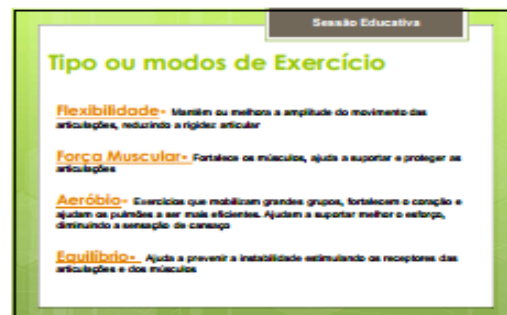 Sessão Educativa
Tipo ou modos de Exercício
Flexibilidade- Mantém ou melhora a amplitude do movimento das
articulações, reduzindo a rigidez articular
Força Muscular- Fortalece os músculos, ajuda a suportar e proteger as
articulações
Aeróbio- Exercícios que mobilizam grandes grupos, fortalecem o coração e
ajudam os pulmões a ser mais eficientes. Ajudam a suportar melhor o esforço,
diminuindo a sensação de cansaço
Equilíbrio- Ajuda a prevenir a instabilidade estimulando os receptores das
articulações e dos músculos